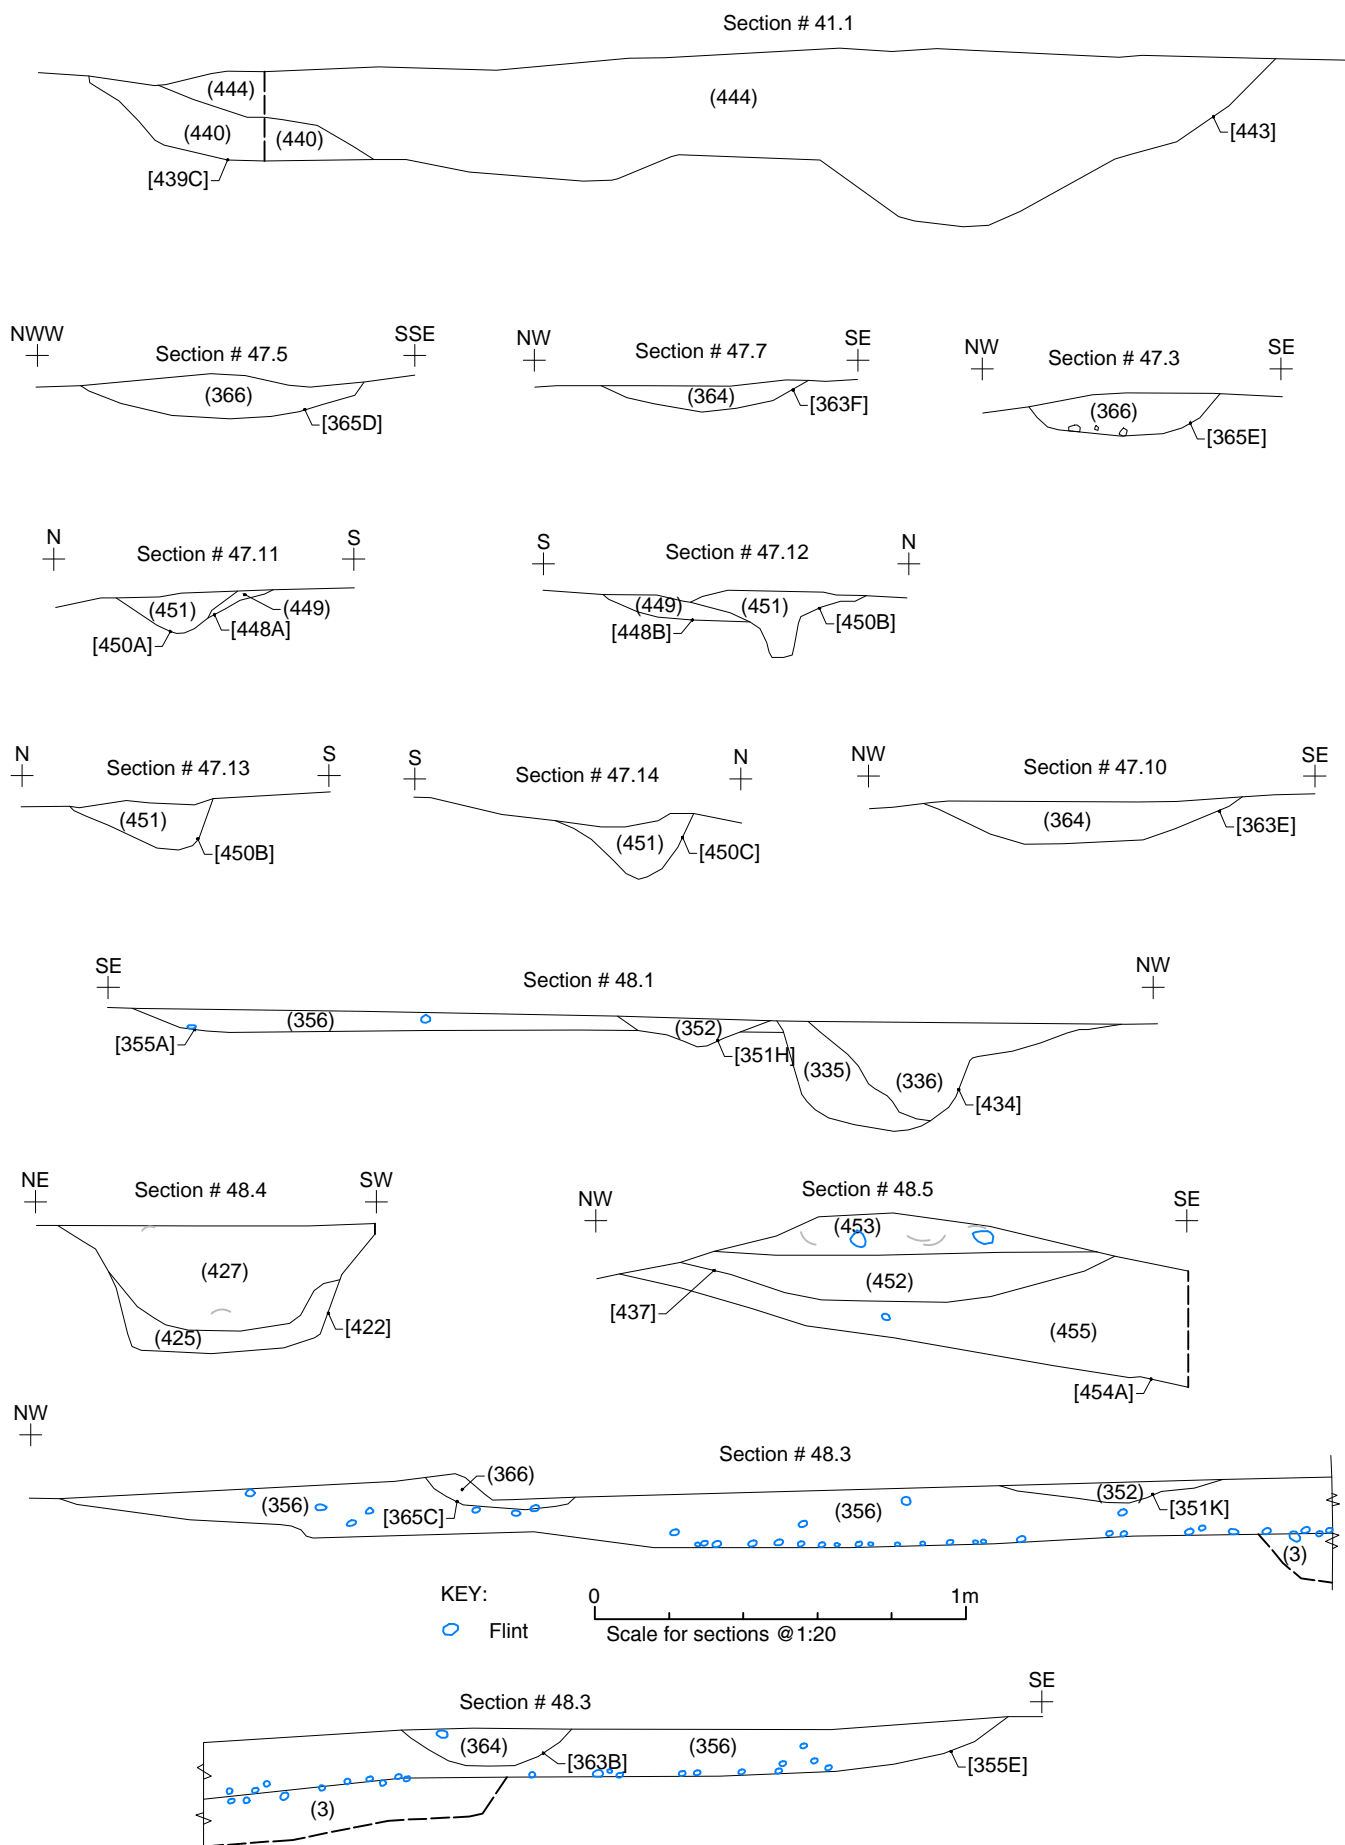 Section # 41.1
(444)
(444)
(440)
(440)
[443]
[439C]
NWW
Section # 47.5
SSE
(366)
[365D]
NW
Section # 47.7
SE
(364)
[363F]
NW
Section # 47.3
SE
(366)
[365E]
N
Section # 47.11
S
(451)
(449)
[448A]
[450A]
S
Section # 47.12
N
(449)
(451)
[448B]
[450B]
N
Section # 47.13
S
(451)
[450B]
S
Section # 47.14
N
(451)
[450C]
NW
Section # 47.10
SE
(364)
[363E]
SE
Section # 48.1
NW
(356)
(352)
[355A]
[351H]
(335)
(336)
[434]
NE
Section # 48.4
SW
(427)
(425)
[422]
NW
Section # 48.5
SE
(453)
(452)
[437]
(455)
[454A]
NW
Section # 48.3
(366)
(356)
[365C]
(356)
(352)
[351K]
(3)
KEY:
Flint
0
1m
Scale for sections @1:20
Section # 48.3
SE
(364)
[363B]
(356)
[355E]
(3)